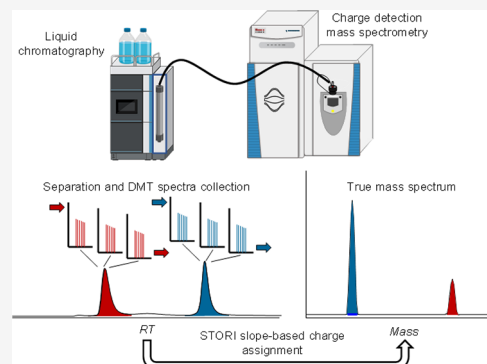 Liquid
chromatography
Charge detection
mass spectrometry
Separation and DMT spectra collection
True mass spectrum
RT
Mass
STORI slope-based charge
assignment